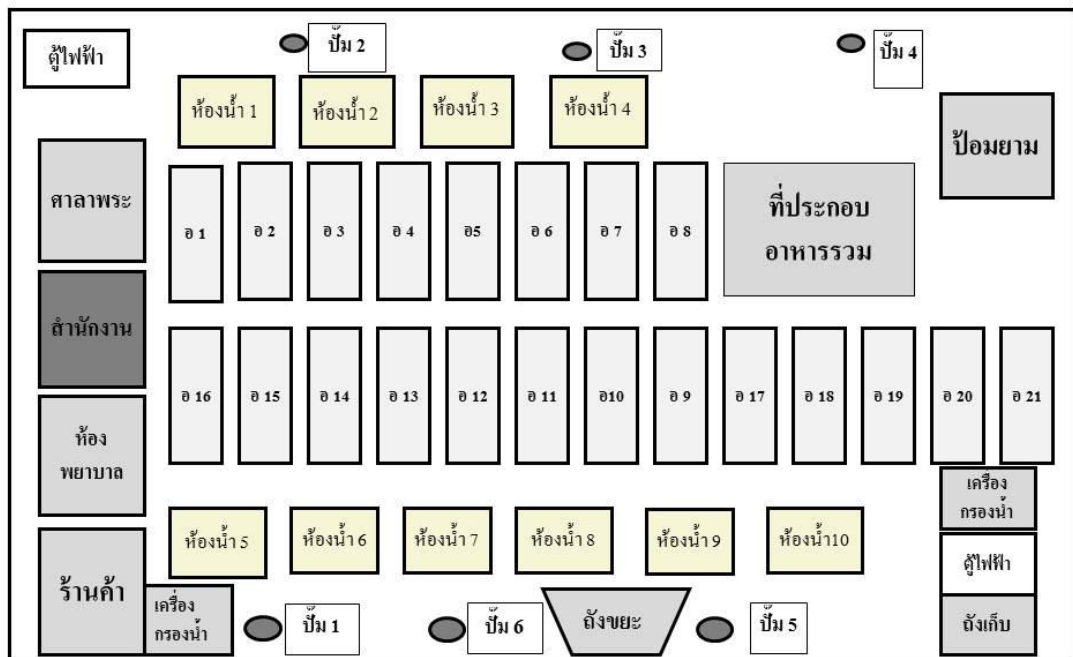 ตู้ไฟฟ้า
ปั๊ม 2
ปั๊ม 3
ปั๊ม 4
ห้องน้ำ 1
ห้องน้ำ 2
ห้องน้ำ 3
ห้องน้ำ 4
ป้อมยาม
ศาลาพระ
อ 1
อ 2
อ 3
อ 4
อ5
อ 6
อ 7
อ 8
ที่ประกอบ
อาหารรวม
สำนักงาน
อ 16
อ 15
อ 14
อ 13
อ 12
อ 11
อ10
อ 9
อ 17
อ 18
อ 19
อ 20
อ 21
ห้อง
พยาบาล
เครื่อง
กรองน้ำ
ห้องน้ำ 5
ห้องน้ำ 6
ห้องน้ำ 7
ห้องน้ำ 8
ห้องน้ำ 9
ห้องน้ำ10
ตู้ไฟฟ้า
ร้านค้า
เครื่อง
กรองน้ำ
ปั๊ม 1
ปั๊ม 6
ถังขยะ
ปั๊ม 5
ถังเก็บ